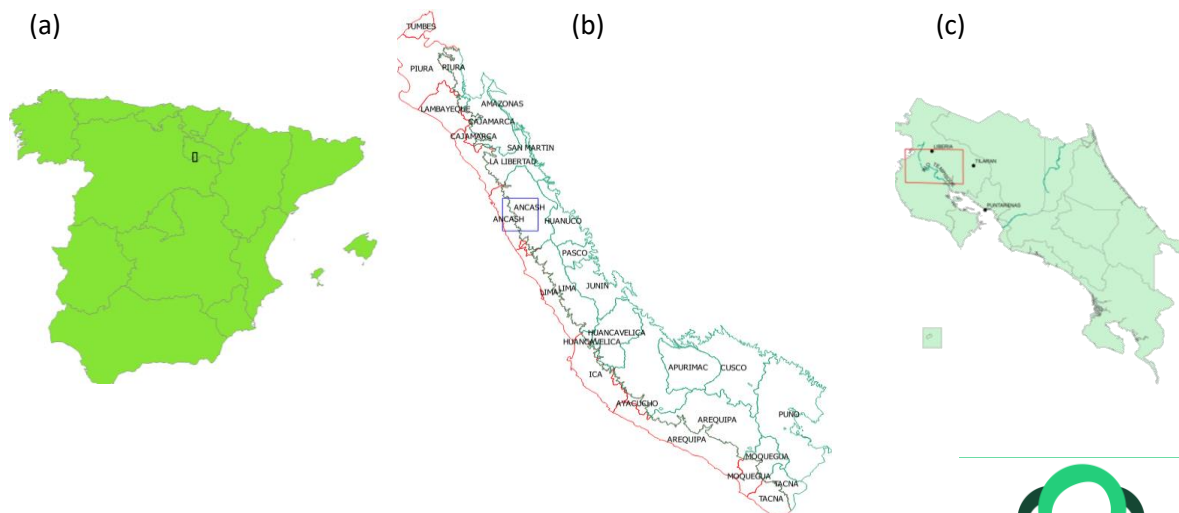 (a)
(b)
(c)
TUMBES
PIURA
PIURA
LAMBAYEQUE
AMAZONAS
CAJAMARCA
CAJAMARCA
SAN MARTIN
LA LIBERTAD
ANCASH
ANCASH
HUANUCO
PASCO
LIMA
LIMA
JUNIN
HUANCAVELICA
HUANCAVELICA
ICA
APURIMAC
CUSCO
AYACUCHO
AREQUIPA
AREQUIPA
PUNO
MOQUEGUA
MOQUEGUA
TACNA
TACNA
LIBERIA
TILARAN
PUNTARENAS